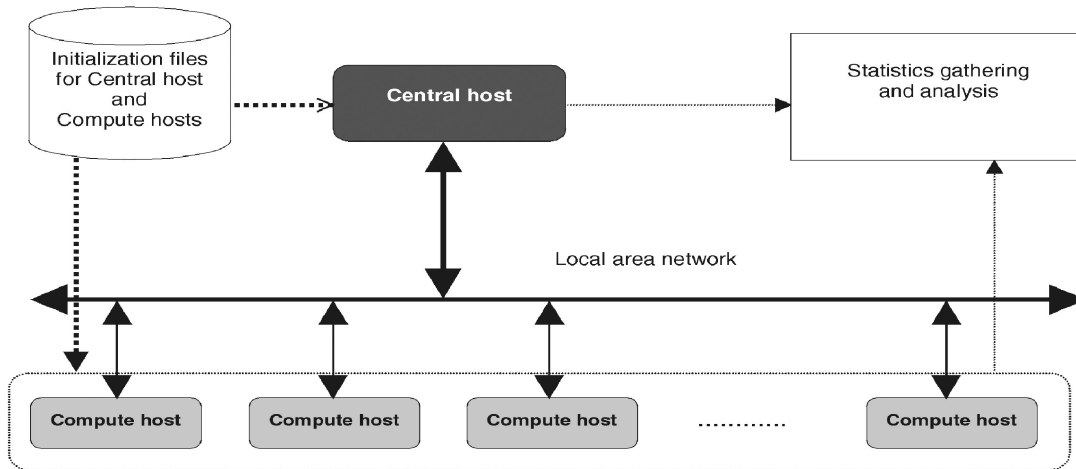 Initialization files
for Central host
and
Compute hosts
Central host
Statistics gathering
and analysis
Local area network
Compute host
Compute host
Compute host
Compute host